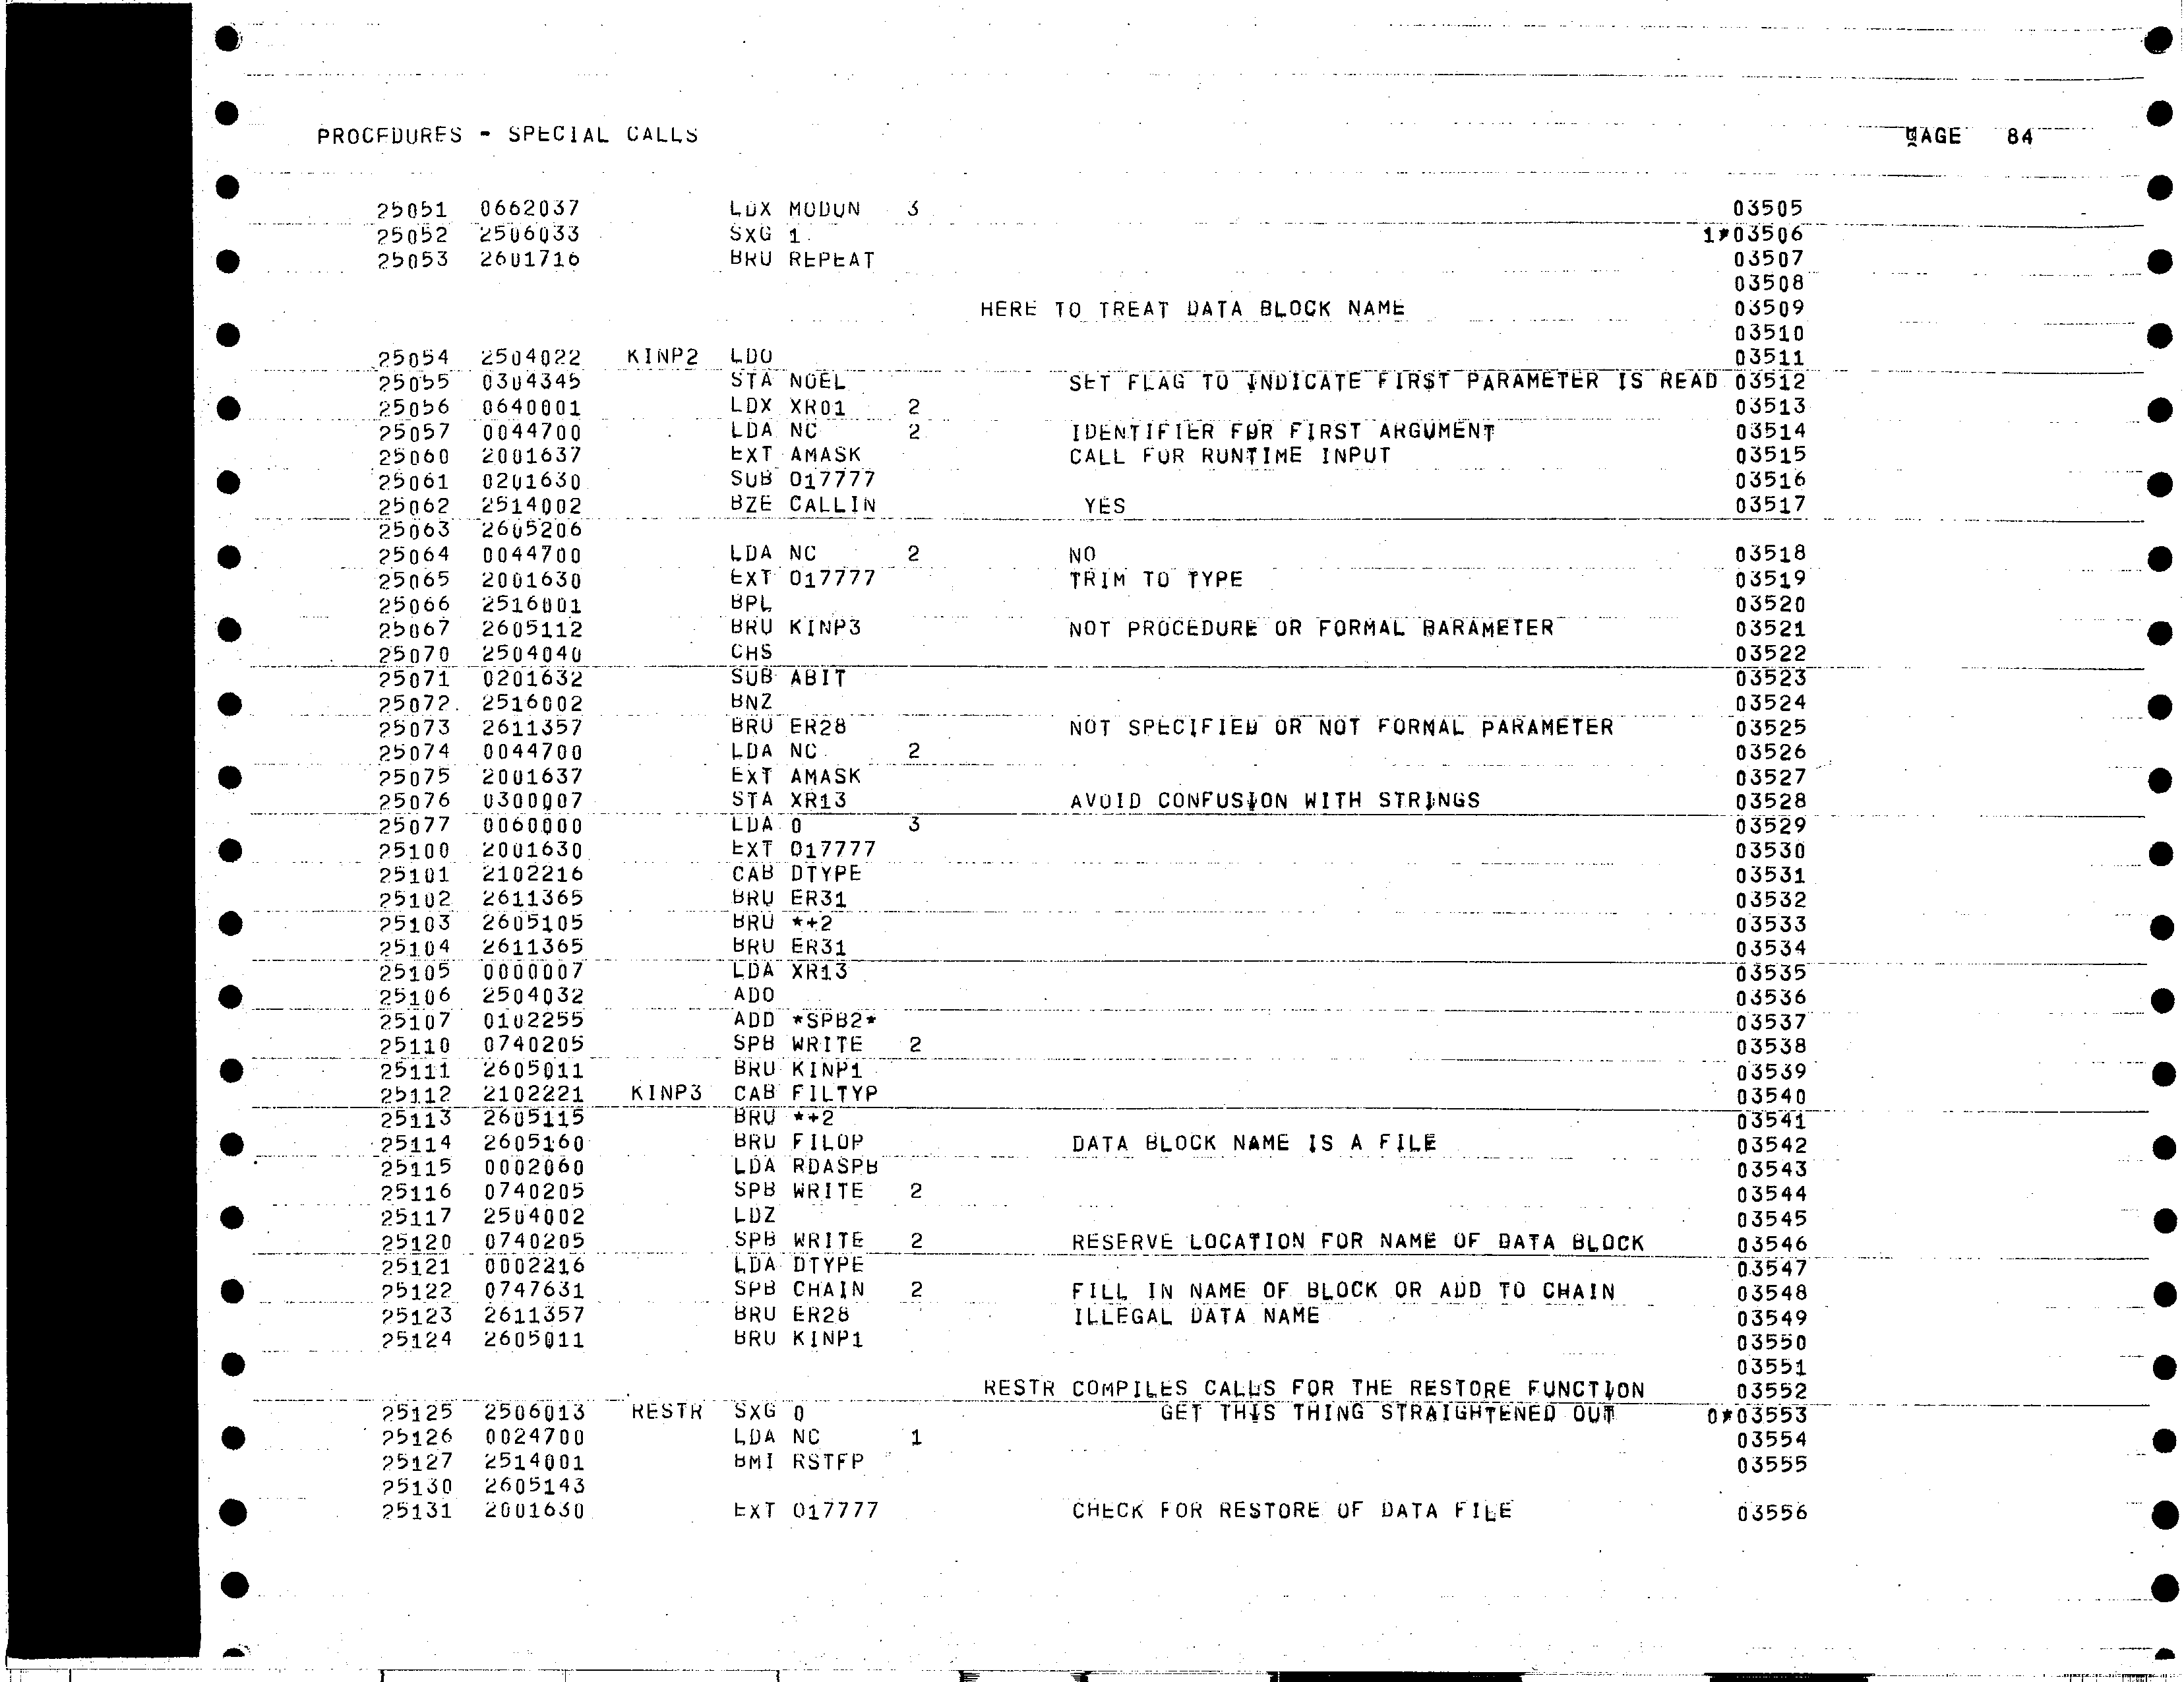 PROCEDURES - SPECIAL CALLS PAGE 84
25051 0662037 LDX MODUN 3 03505
25052 2506033 SXG 1 1*03506
25053 2601716 BRU REPEAT 03507
03508
HERE TO TREAT DATA BLOCK NAME 03509
03510
25054 2504022 KINP2 LDO 03511
25055 0304345 STA NOEL SET FLAG TO INDICATE FIRST PARAMETER IS READ 03512
25056 0640001 LDX XR01 2 03513
25057 0044700 LDA NC 2 IDENTIFIER FOR FIRST ARGUMENT 03514
25060 2001637 EXT AMASK CALL FOR RUNTIME INPUT 03515
25061 0201630 SUB 017777 03516
25062 2514002 BZE CALLIN YES 03517
25063 2605206
25064 0044700 LDA NC 2 NO 03518
25065 2001630 EXT 017777 TRIM TO TYPE 03519
25066 2516001 BPL 03520
25067 2605112 BRU KINP3 NOT PROCEDURE OR FORMAL PARAMETER 03521
25070 2504040 CHS 03522
25071 0201632 SUB ABIT 03523
25072 2516002 BNZ 03524
25073 2611357 BRU ER28 NOT SPECIFIED OR NOT FORMAL PARAMETER 03525
25074 0044700 LDA NC 2 03526
25075 2001637 EXT AMASK 03527
25076 0300007 STA XR13 AVOID CONFUSION WITH STRINGS 03528
25077 0060000 LDA 0 3 03529
25100 2001630 EXT 017777 03530
25101 2102216 CAB DTYPE 03531
25102 2611365 BRU ER31 03532
25103 2605105 BRU *+2 03533
25104 2611365 BRU ER31 03534
25105 0000007 LDA XR13 03535
25106 2504032 ADO 03536
25107 0102255 ADD *SPB2* 03537
25110 0740205 SPB WRITE 2 03538
25111 2605011 BRU KINP1 03539
25112 2102221 KINP3 CAB FILTYP 03540
25113 2605115 BRU *+2 03541
25114 2605160 BRU FILOP DATA BLOCK NAME IS A FILE 03542
25115 0002060 LDA RDASPB 03543
25116 0740205 SPB WRITE 2 03544
25117 2504002 LDZ 03545
25120 0740205 SPB WRITE 2 RESERVE LOCATION FOR NAME OF DATA BLOCK 03546
25121 0002216 LDA DTYPE 03547
25122 0747631 SPB CHAIN 2 FILL IN NAME OF BLOCK OR ADD TO CHAIN 03548
25123 2611357 BRU ER28 ILLEGAL DATA NAME 03549
25124 2605011 BRU KINP1 03550
03551
RESTR COMPILES CALLS FOR THE RESTORE FUNCTION 03552
25125 2506013 RESTR SXG 0 GET THIS THING STRAIGHTENED OUT 0*03553
25126 0024700 LDA NC 1 03554
25127 2514001 BMI RSTFP 03555
25130 2605143
25131 2001630 EXT 017777 CHECK FOR RESTORE OF DATA FILE 03556